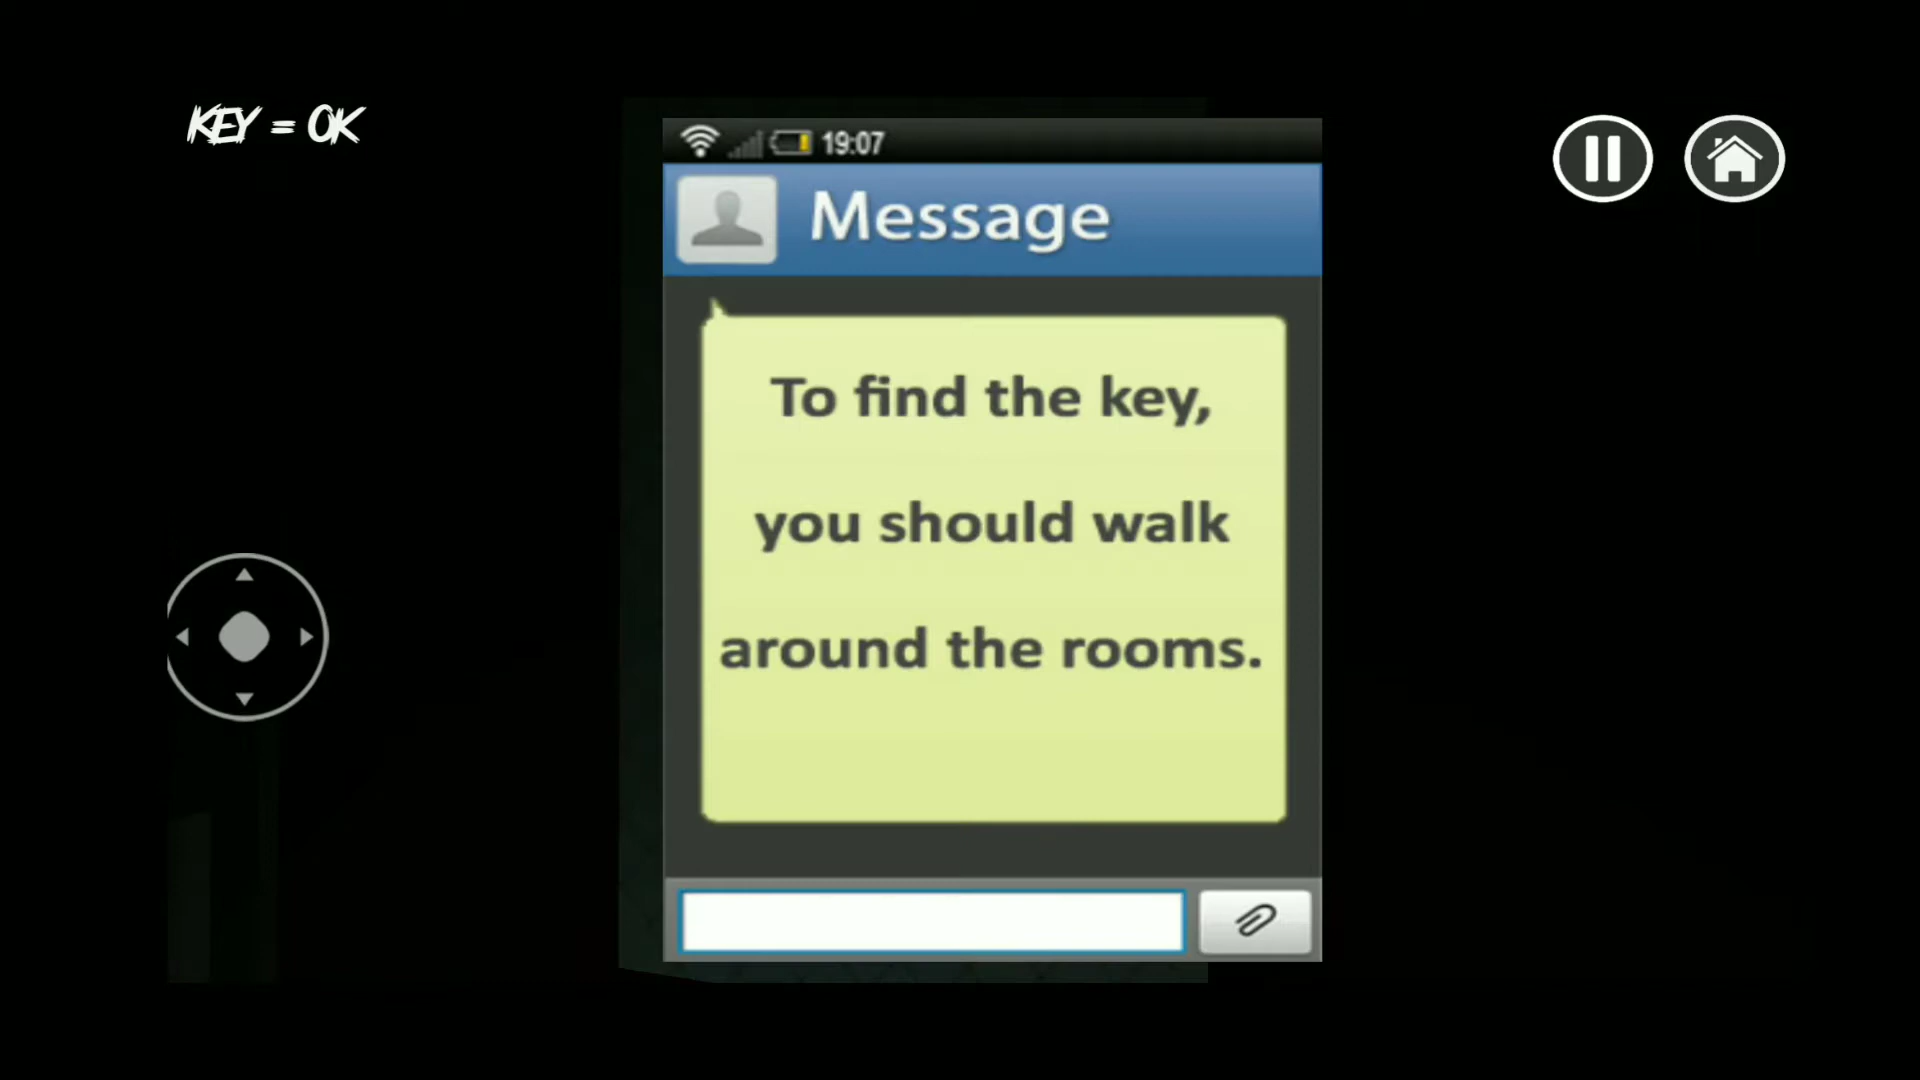 KEY = OK
19:07
Message
To find the key,
you should walk
around the rooms.